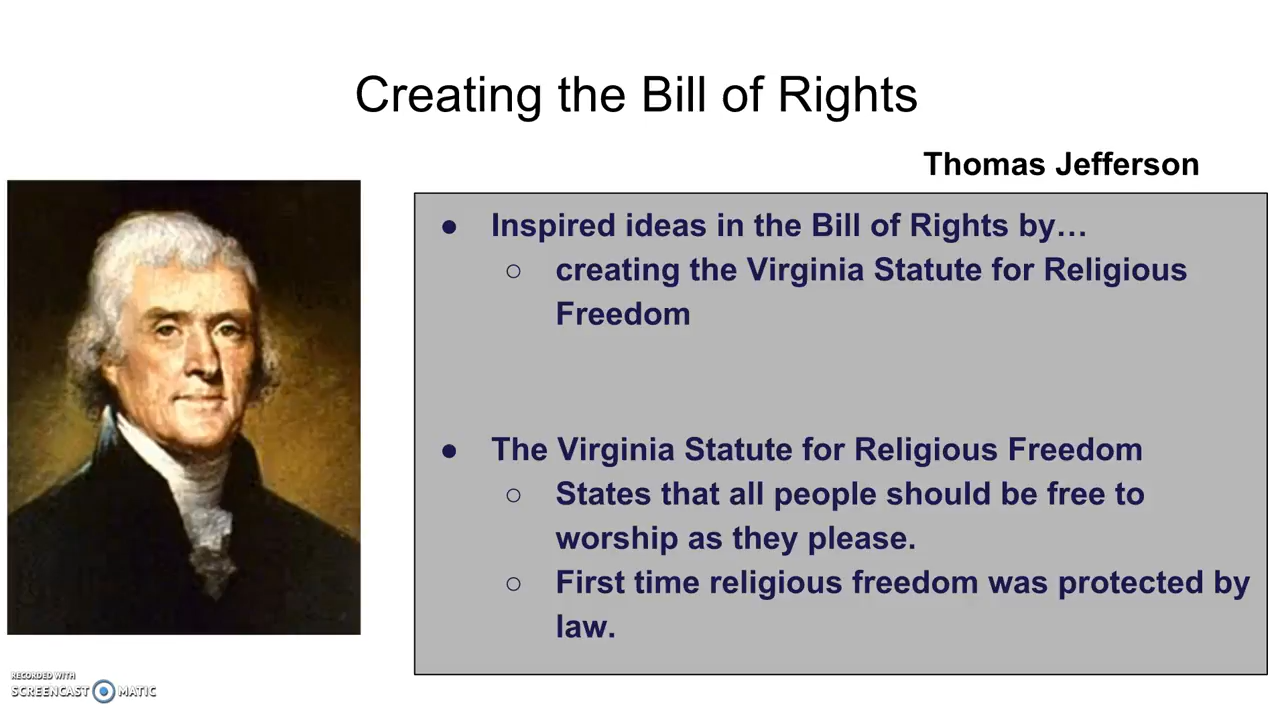 Creating the Bill of Rights
Thomas Jefferson
● Inspired ideas in the Bill of Rights by…
○ creating the Virginia Statute for Religious
Freedom
● The Virginia Statute for Religious Freedom
○ States that all people should be free to
worship as they please.
○ First time religious freedom was protected by
law.
RECORDED WITH
SCREENCAST MATIC